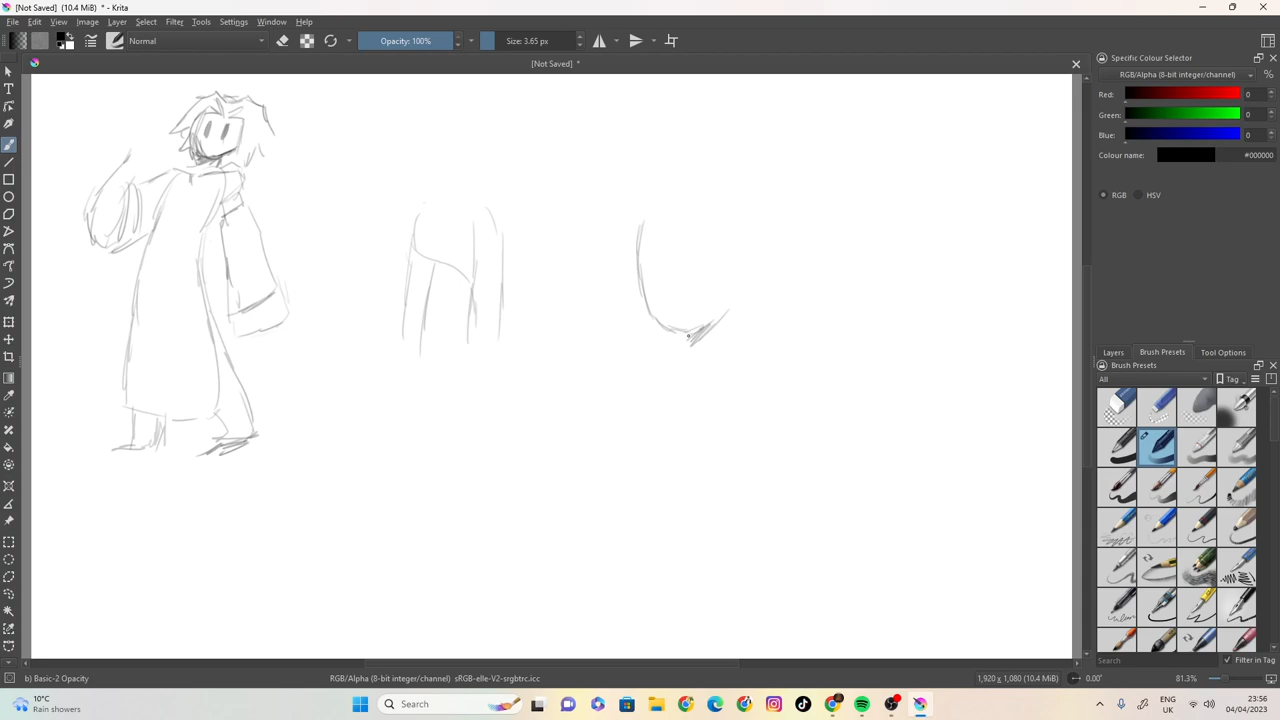 [Not Saved] (10.4 MiB) * - Krita
File Edit View Image Layer Select Filter Tools Settings Window Help
Normal Opacity: 100% Size: 3.65 px
[Not Saved] *
Specific Colour Selector
RGB/Alpha (8-bit integer/channel) %
Red: 0
Green: 0
Blue: 0
Colour name: #000000
RGB HSV
Layers Brush Presets Tool Options
Brush Presets
All Tag
Search Filter in Tag
b) Basic-2 Opacity RGB/Alpha (8-bit integer/channel) sRGB-elle-V2-srgbtrc.icc 1,920 x 1,080 (10.4 MiB) 0.00° 81.3%
10°C
Rain showers
Search
ENG
UK
23:56
04/04/2023